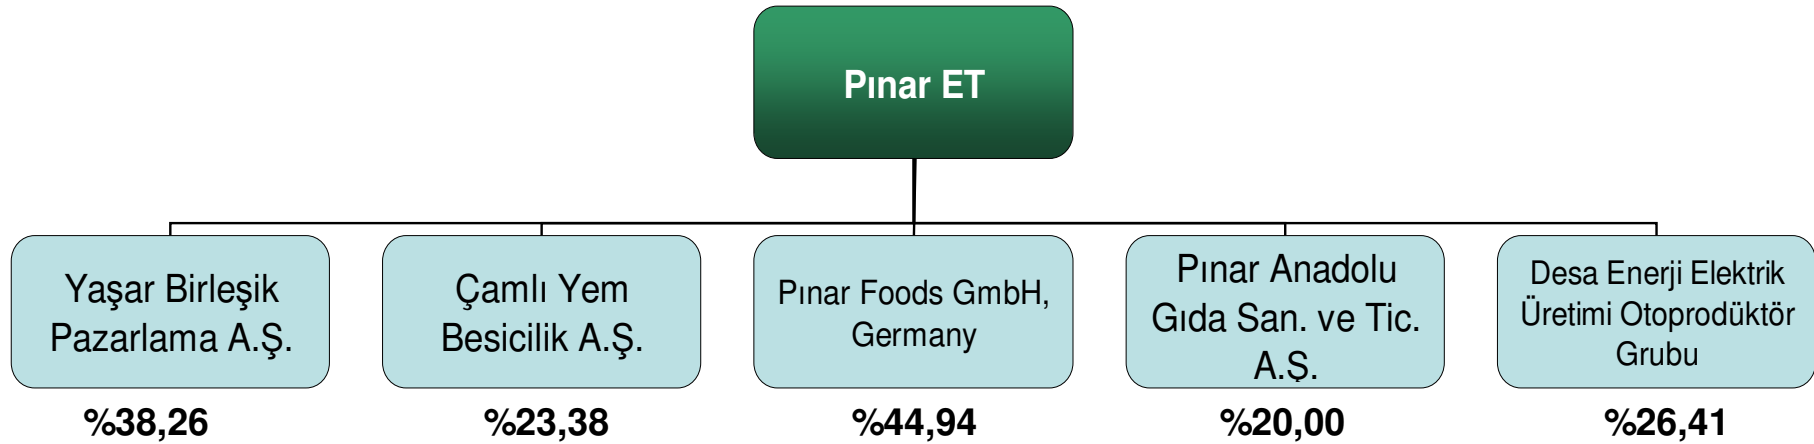 Pınar ET
Yaşar Birleşik
Pazarlama A.Ş.
%38,26
Çamlı Yem
Besicilik A.Ş.
%23,38
Pınar Foods GmbH,
Germany
%44,94
Pınar Anadolu
Gıda San. ve Tic.
A.Ş.
%20,00
Desa Enerji Elektrik
Üretimi Otoprodüktör
Grubu
%26,41